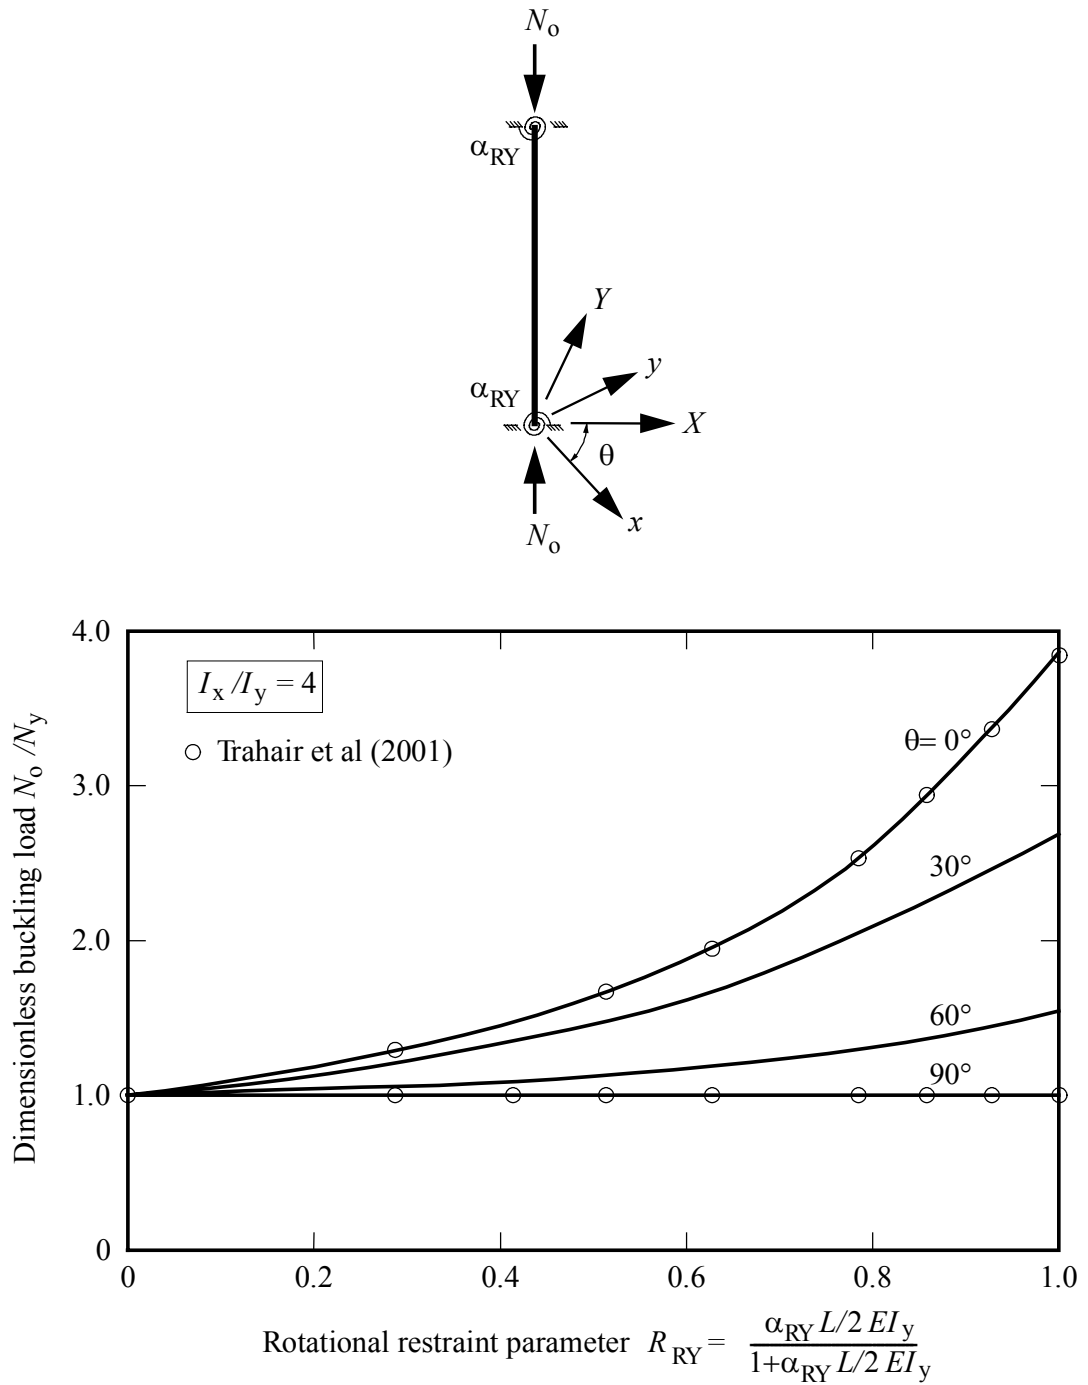 N₀
α_RY
Y
α_RY
y
X
θ
x
N₀
4.0
I_x /I_y = 4
Trahair et al (2001)
θ= 0°
3.0
30°
2.0
60°
90°
1.0
0
0 0.2 0.4 0.6 0.8 1.0
Dimensionless buckling load N_o /N_y
Rotational restraint parameter R_RY = α_RY L/2 EI_y
1+α_RY L/2 EI_y